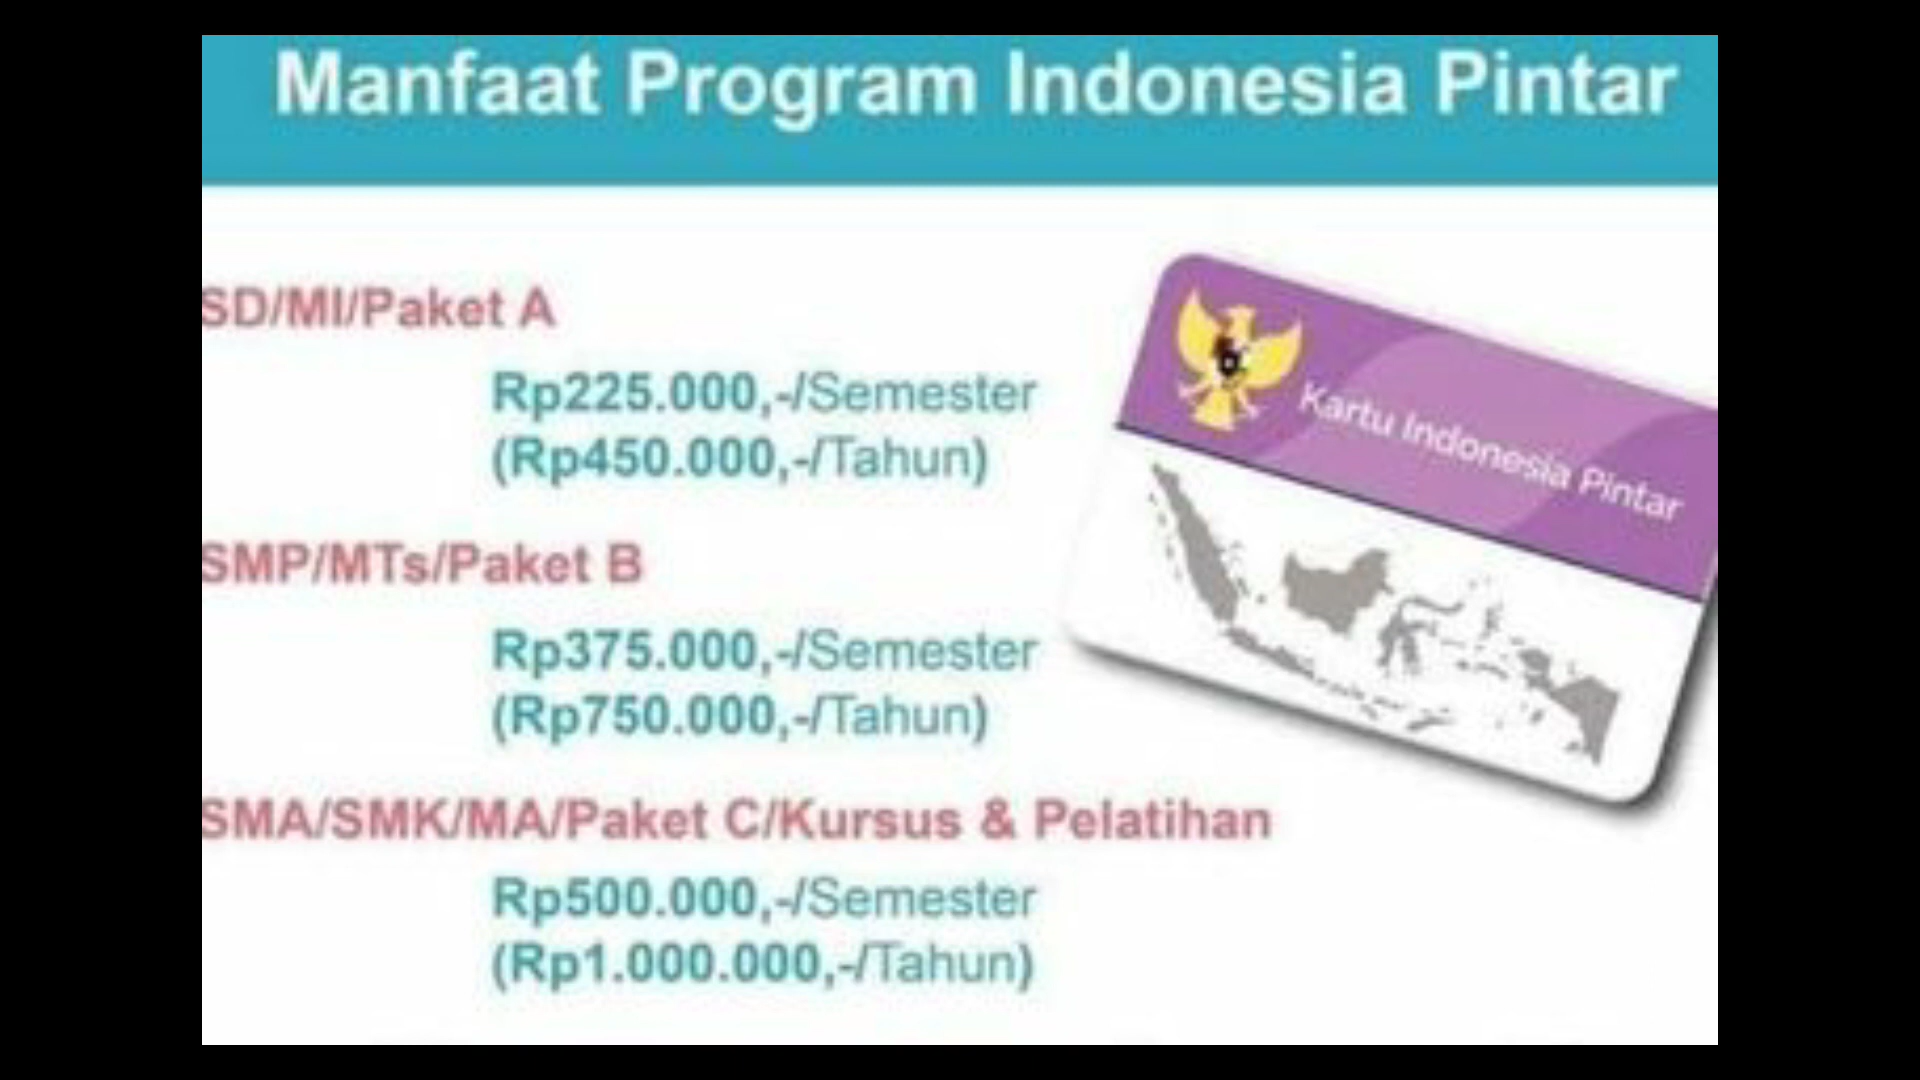 Manfaat Program Indonesia Pintar
SD/MI/Paket A
Rp225.000,-/Semester
(Rp450.000,-/Tahun)
Kartu Indonesia Pintar
SMP/MTs/Paket B
Rp375.000,-/Semester
(Rp750.000,-/Tahun)
SMA/SMK/MA/Paket C/Kursus & Pelatihan
Rp500.000,-/Semester
(Rp1.000.000,-/Tahun)